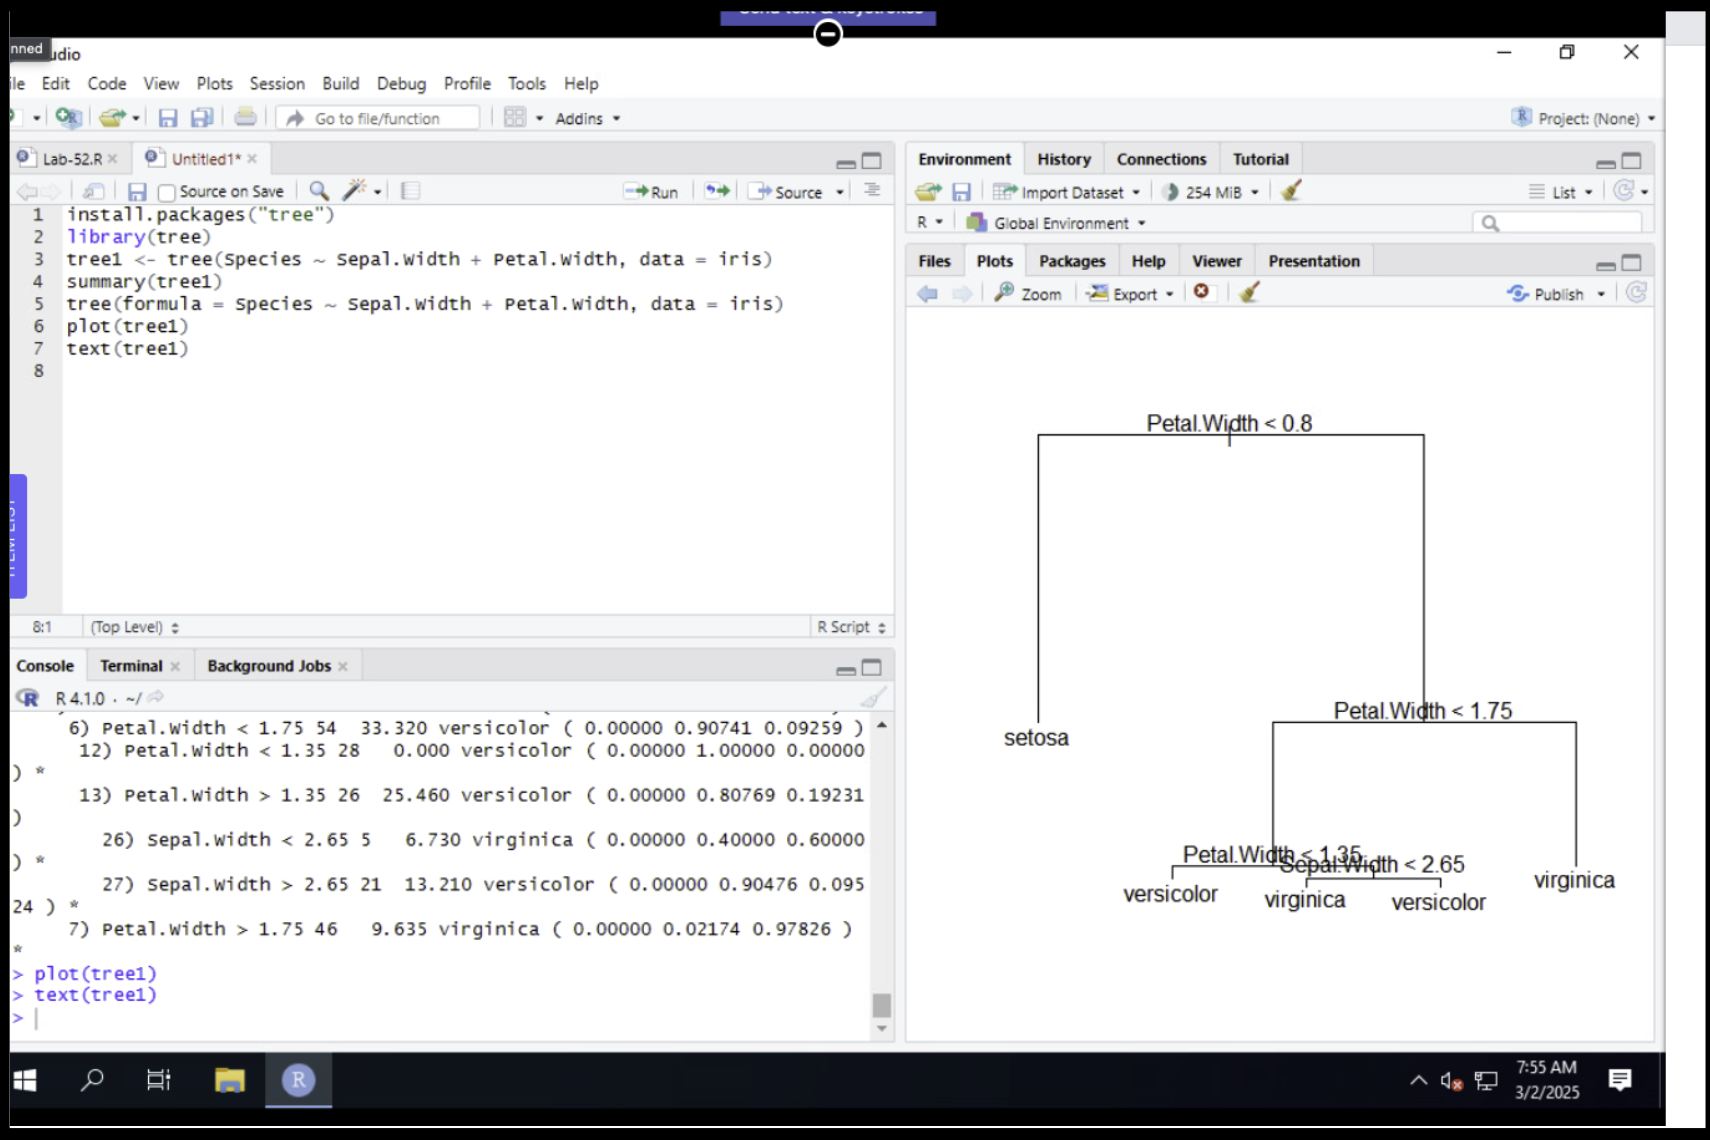 nned
udio
ile Edit Code View Plots Session Build Debug Profile Tools Help
Go to file/function
Addins
Project: (None)
Lab-52.R
Untitled1*
Source on Save
Run
Source
1 install.packages("tree")
2 library(tree)
3 tree1 <- tree(Species ~ Sepal.Width + Petal.Width, data = iris)
4 summary(tree1)
5 tree(formula = Species ~ Sepal.Width + Petal.Width, data = iris)
6 plot(tree1)
7 text(tree1)
8
8:1 (Top Level) R Script
Console Terminal Background Jobs
R 4.1.0 · ~/
6) Petal.Width < 1.75 54 33.320 versicolor ( 0.00000 0.90741 0.09259 )
12) Petal.Width < 1.35 28 0.000 versicolor ( 0.00000 1.00000 0.00000
) *
13) Petal.Width > 1.35 26 25.460 versicolor ( 0.00000 0.80769 0.19231
)
26) Sepal.Width < 2.65 5 6.730 virginica ( 0.00000 0.40000 0.60000
) *
27) Sepal.Width > 2.65 21 13.210 versicolor ( 0.00000 0.90476 0.095
24 ) *
7) Petal.Width > 1.75 46 9.635 virginica ( 0.00000 0.02174 0.97826 )
*
> plot(tree1)
> text(tree1)
>
Environment History Connections Tutorial
Import Dataset 254 MiB List
R Global Environment
Files Plots Packages Help Viewer Presentation
Zoom Export Publish
Petal.Width < 0.8
setosa
Petal.Width < 1.75
Petal.Width < 1.35
Sepal.Width < 2.65
versicolor
virginica
versicolor
virginica
7:55 AM
3/2/2025